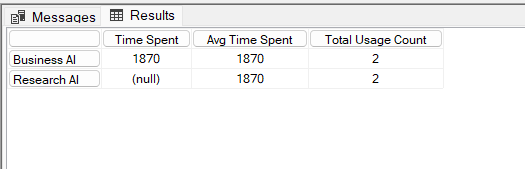 Messages Results
Time Spent Avg Time Spent Total Usage Count
Business AI 1870 1870 2
Research AI (null) 1870 2